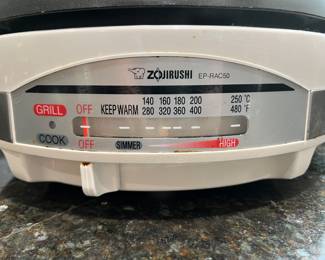 ZOJIRUSHI EP-RAC50
140 160 180 200 250 °C
GRILL OFF KEEP WARM 280 320 360 400 480 °F
COOK OFF SIMMER HIGH